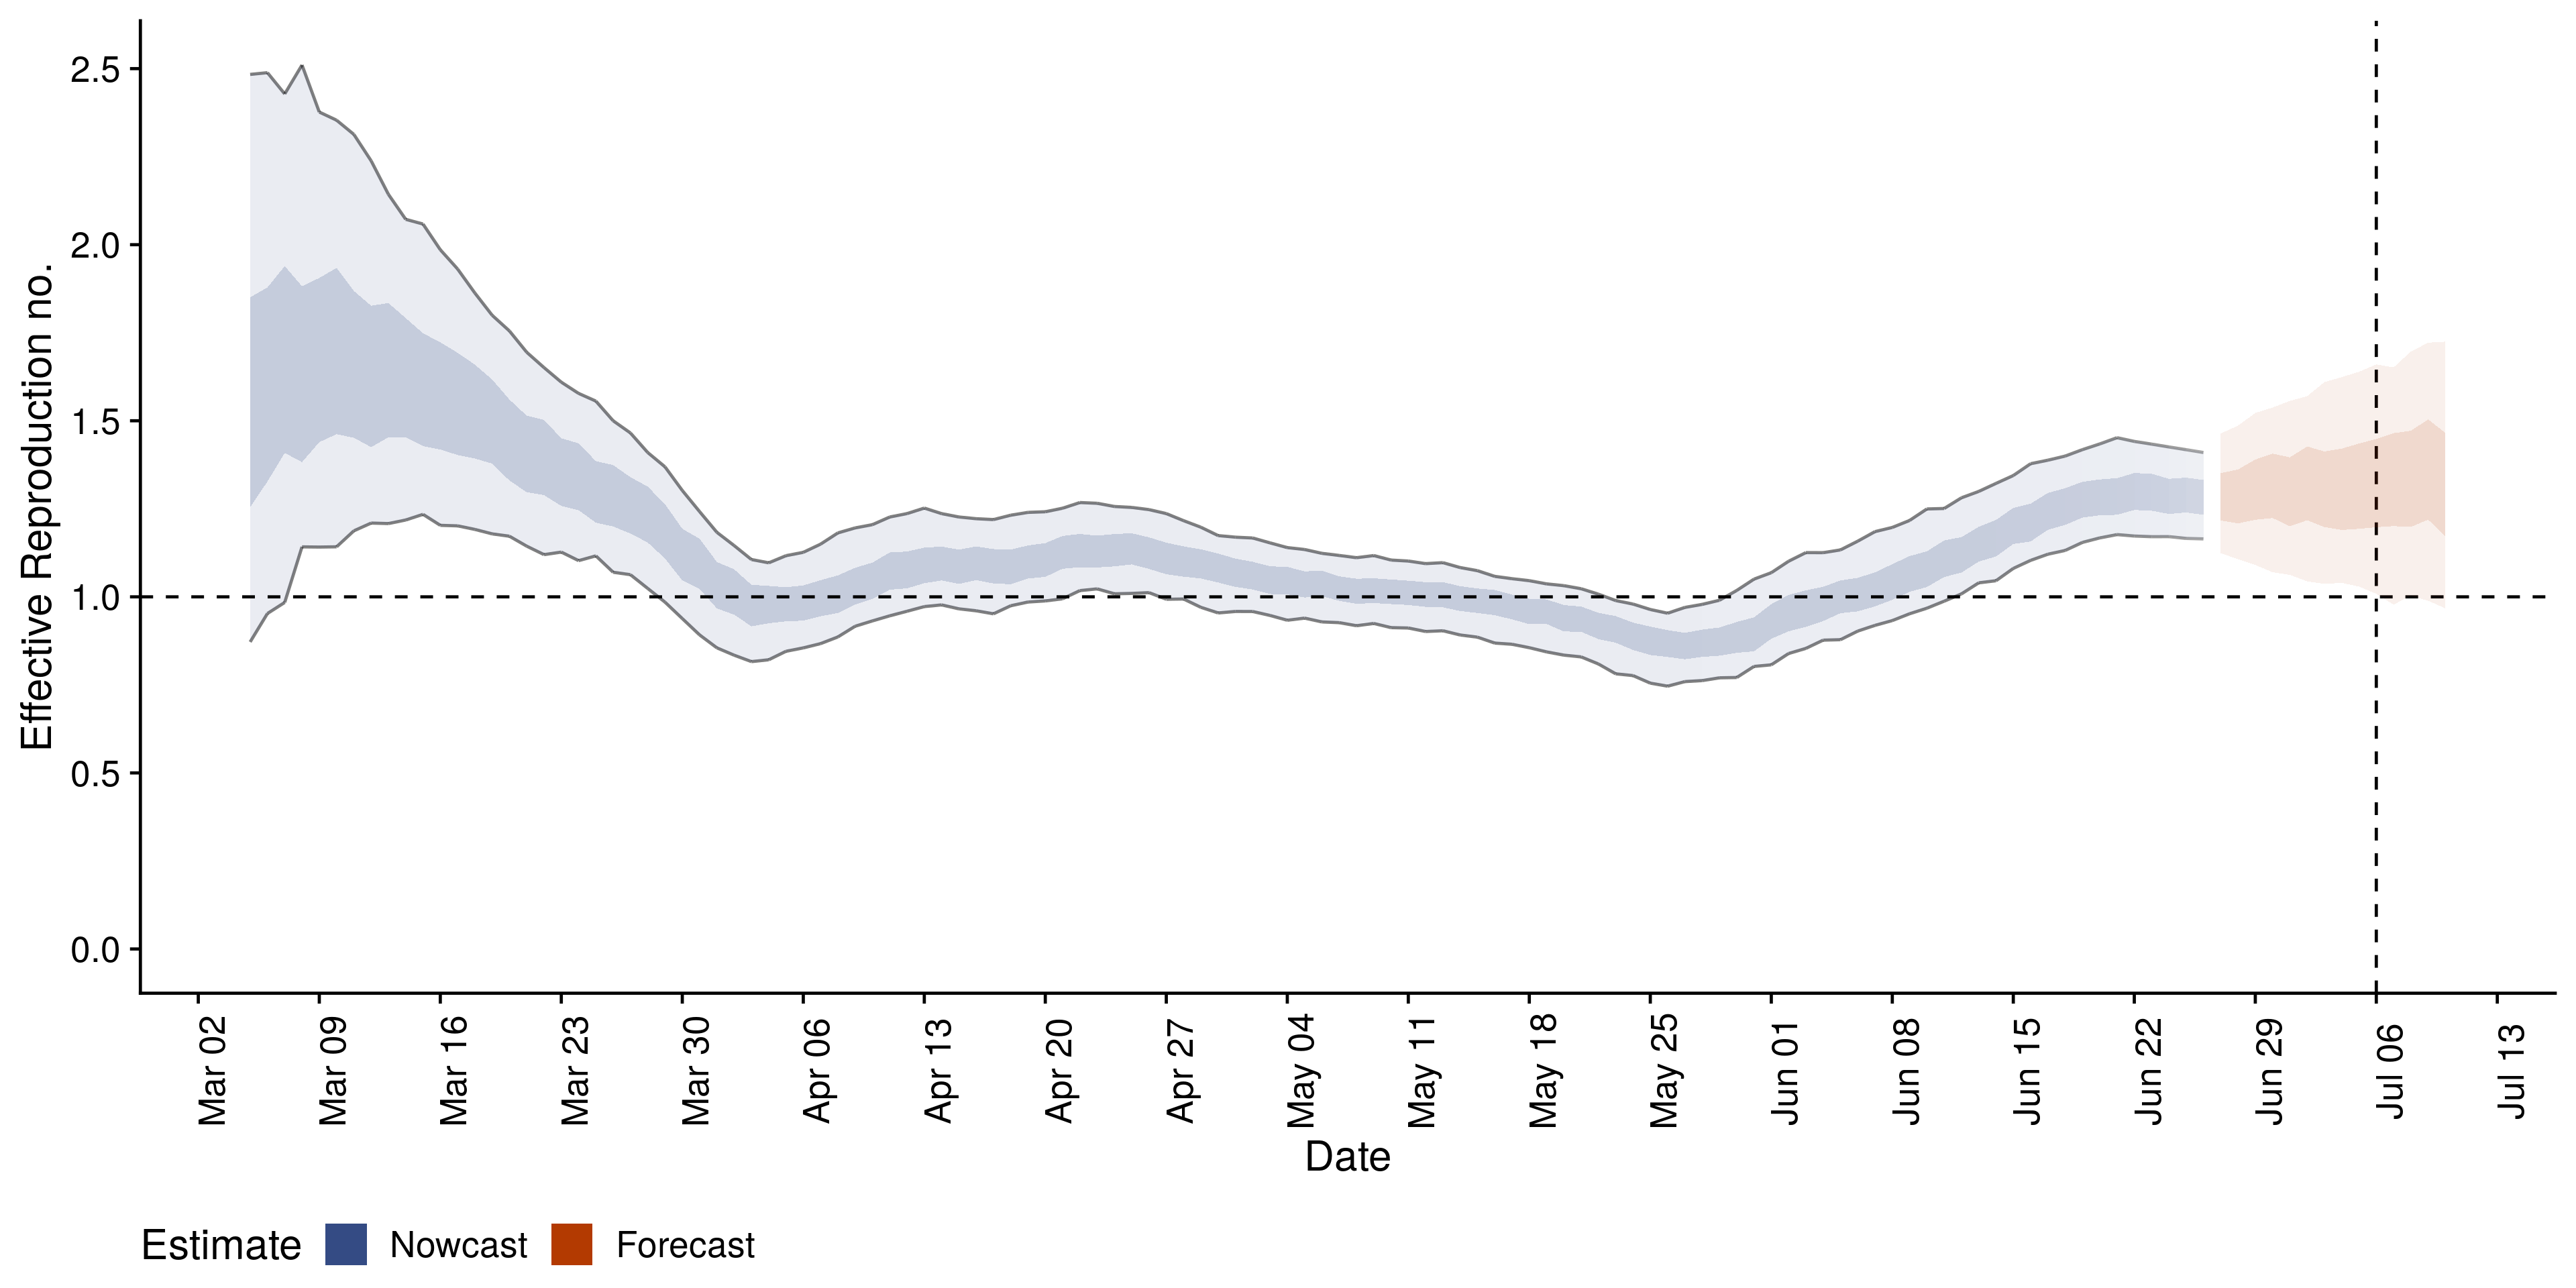 Effective Reproduction no.
2.5
2.0
1.5
1.0
0.5
0.0
Mar 02
Mar 09
Mar 16
Mar 23
Mar 30
Apr 06
Apr 13
Apr 20
Apr 27
May 04
May 11
May 18
May 25
Jun 01
Jun 08
Jun 15
Jun 22
Jun 29
Jul 06
Jul 13
Date
Estimate Nowcast Forecast